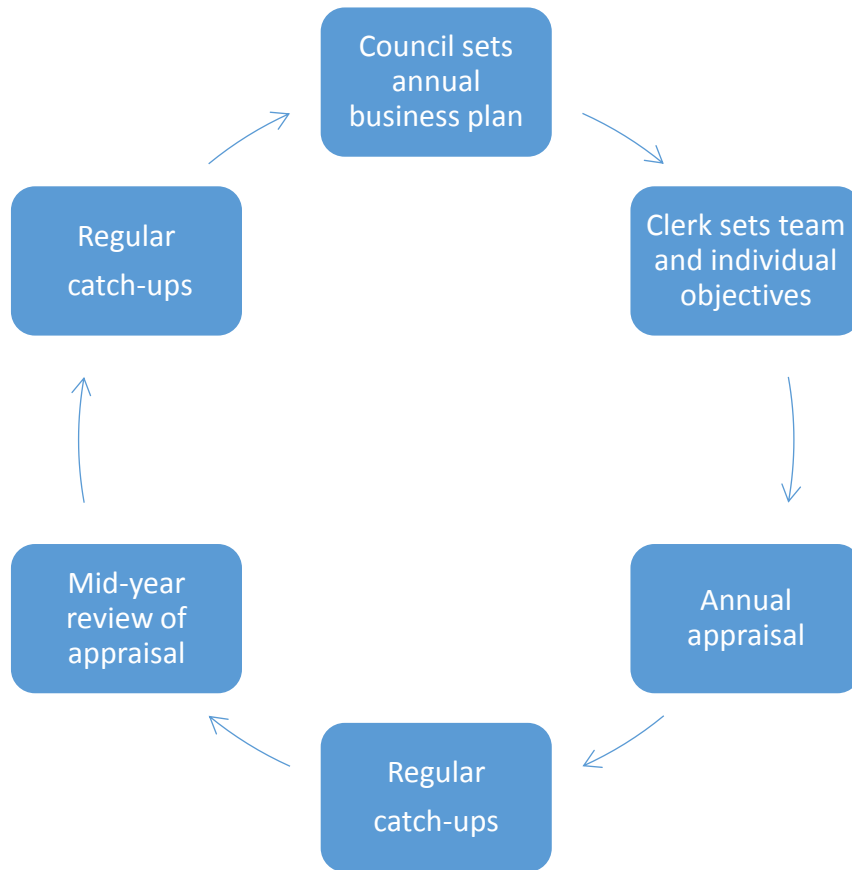 Council sets
annual
business plan
Clerk sets team
and individual
objectives
Annual
appraisal
Regular
catch-ups
Mid-year
review of
appraisal
Regular
catch-ups